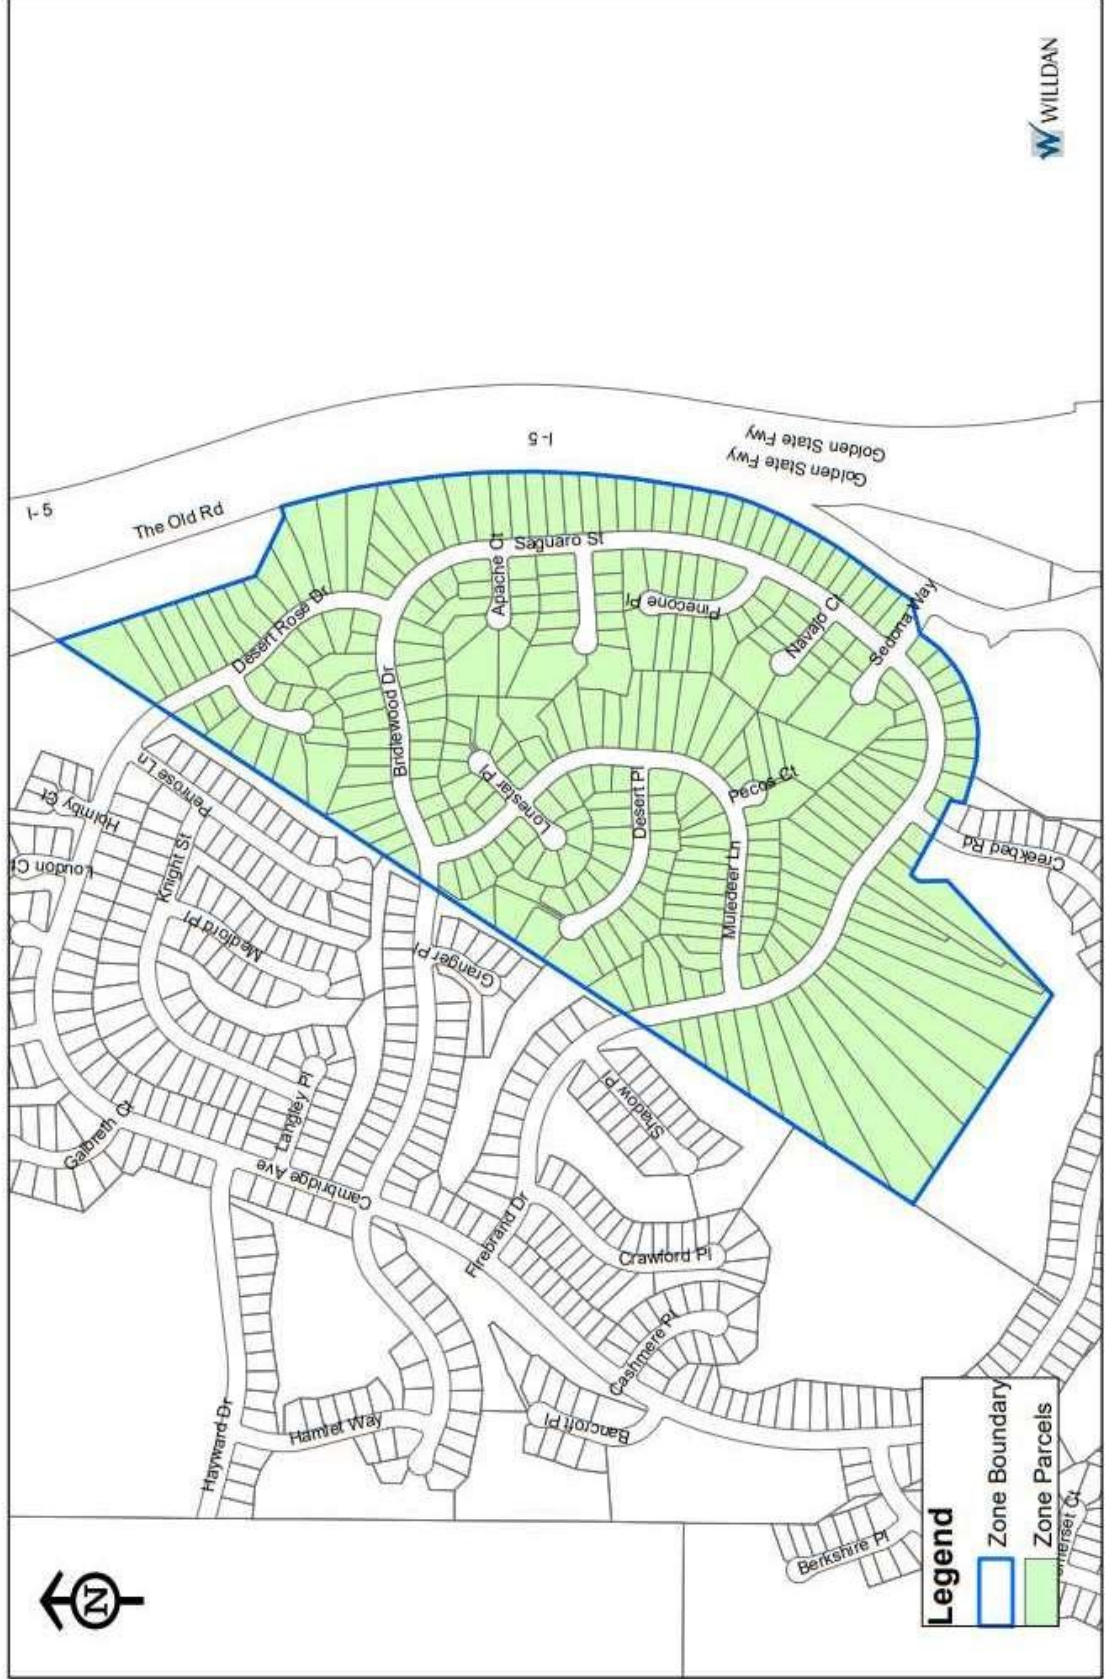 WILLDAN
I-5
The Old Rd
I-5
Golden State Fwy
Golden State Fwy
Saguaro St
Apache Ct
Desert Rose Dr
Pinecone Pl
Navajo Ct
Sedona Way
Bridlewood Dr
Lonestar Pl
Desert Pl
Pecos Ct
Muledeer Ln
Creekbed Rd
Penrose Ln
Holmby Ct
Loudon Ct
Knight St
Medford Pl
Granger Pl
Langley Pl
Galbreth Ct
Cambridge Ave
Shadow Pl
Firebrand Dr
Crawford Pl
Cashmere Pl
Bancroft Pl
Hamlet Way
Hayward Dr
Berkshire Pl
merset Ct
N
Legend
Zone Boundary
Zone Parcels